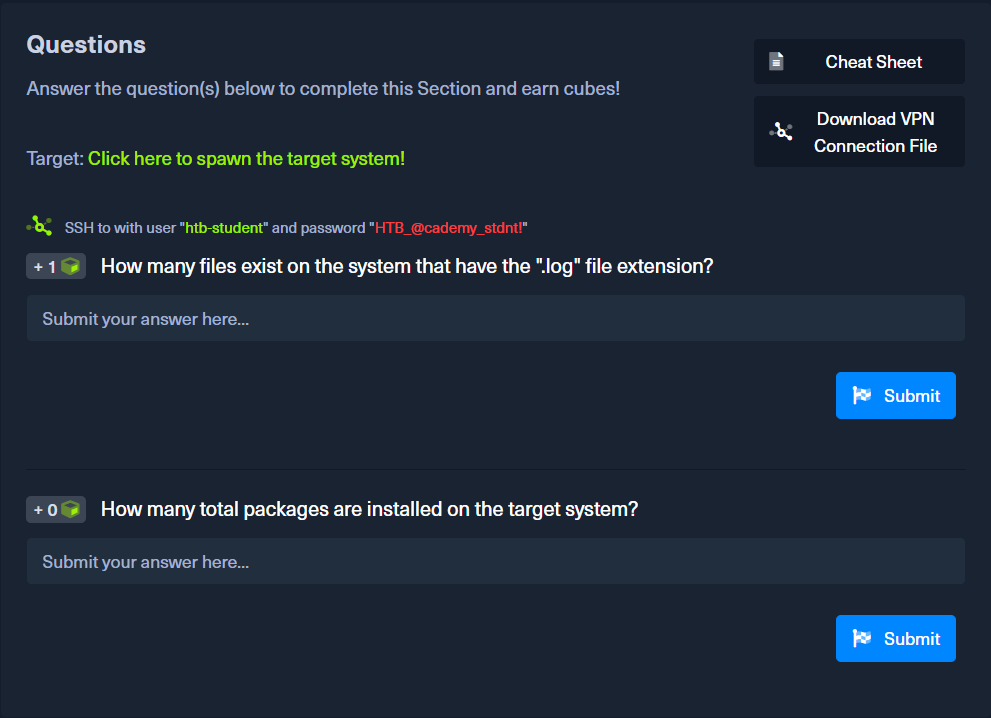 Questions
Answer the question(s) below to complete this Section and earn cubes!
Cheat Sheet
Download VPN
Connection File
Target: Click here to spawn the target system!
SSH to with user "htb-student" and password "HTB_@cademy_stdnt!"
+ 1 How many files exist on the system that have the ".log" file extension?
Submit your answer here...
Submit
+ 0 How many total packages are installed on the target system?
Submit your answer here...
Submit